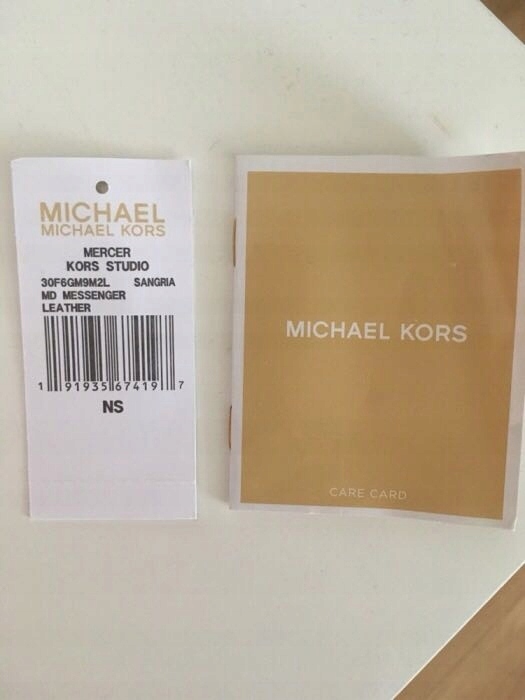 MICHAEL
MICHAEL KORS
MERCER
KORS STUDIO
30F6GM9M2L SANGRIA
MD MESSENGER
LEATHER
1 91935 67419 7
NS
MICHAEL KORS
CARE CARD